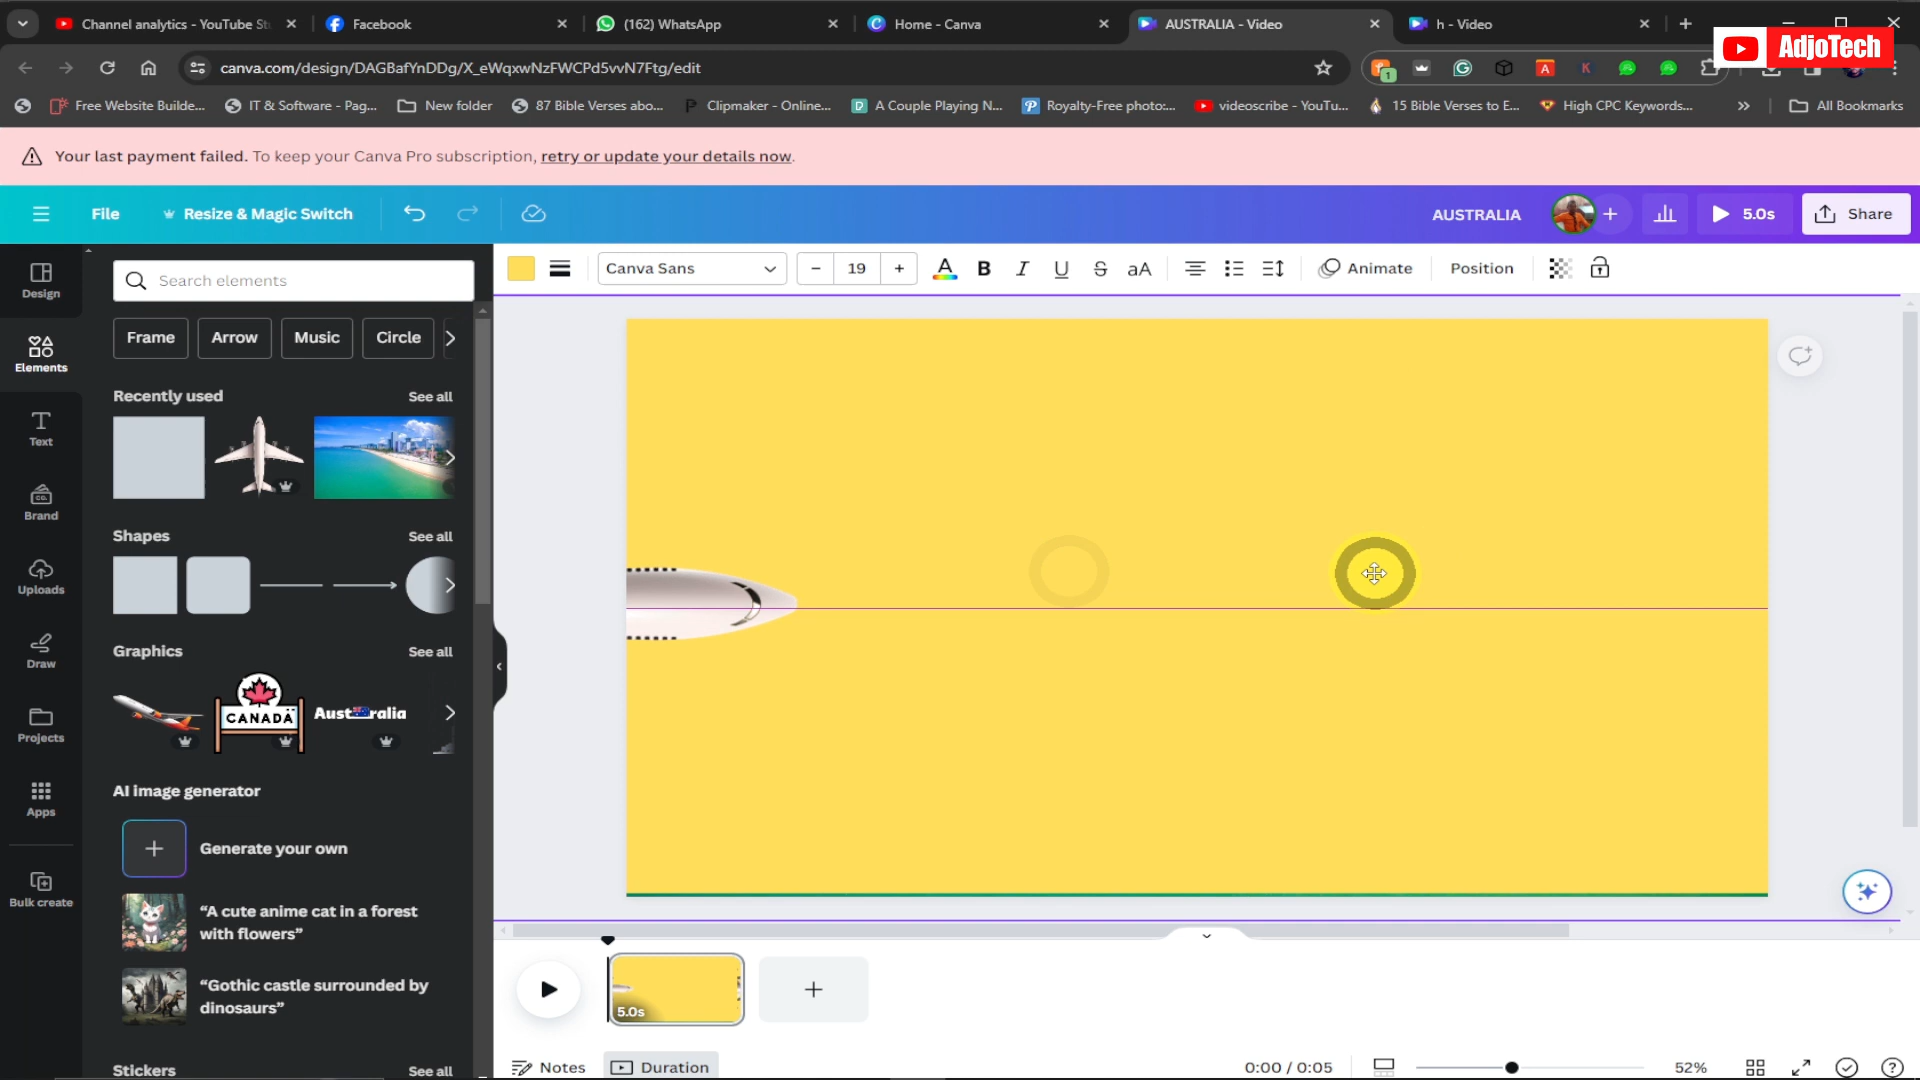 Channel analytics - YouTube St
Facebook
(162) WhatsApp
Home - Canva
AUSTRALIA - Video
h - Video
AdjoTech
canva.com/design/DAGBafYnDDg/X_eWqxwNzFWCPd5vvN7Ftg/edit
Free Website Builde...
IT & Software - Pag...
New folder
87 Bible Verses abo...
Clipmaker - Online...
A Couple Playing N...
Royalty-Free photo:...
videoscribe - YouTu...
15 Bible Verses to E...
High CPC Keywords...
All Bookmarks
Your last payment failed. To keep your Canva Pro subscription, retry or update your details now.
File
Resize & Magic Switch
AUSTRALIA
5.0s
Share
Design
Elements
Text
Brand
Uploads
Draw
Projects
Apps
Bulk create
Search elements
Frame
Arrow
Music
Circle
Recently used
See all
Shapes
See all
Graphics
See all
CANADA
Australia
AI image generator
Generate your own
“A cute anime cat in a forest
with flowers”
“Gothic castle surrounded by
dinosaurs”
Stickers
See all
Canva Sans
19
A
B
I
U
S
aA
Animate
Position
5.0s
Notes
Duration
0:00 / 0:05
52%